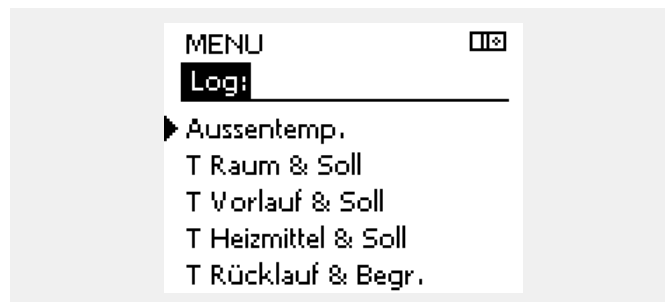 MENU
Log:
Aussentemp.
T Raum & Soll
T Vorlauf & Soll
T Heizmittel & Soll
T Rücklauf & Begr.